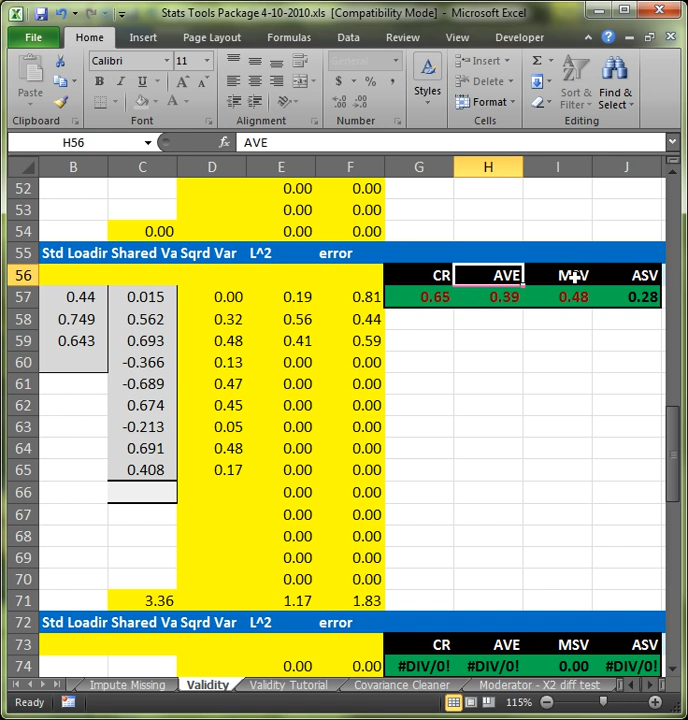 Stats Tools Package 4-10-2010.xls [Compatibility Mode] - Microsoft Excel
File Home Insert Page Layout Formulas Data Review View Developer
Paste
Calibri 11
B I U
$ % ,
Styles
Insert
Delete
Format
Sort & Filter
Find & Select
Clipboard Font Alignment Number Cells Editing
H56 fx AVE
B C D E F G H I J
52 0.00 0.00
53 0.00 0.00
54 0.00 0.00 0.00
55 Std Loadir Shared Va Sqrd Var L^2 error
56 CR AVE MSV ASV
57 0.44 0.015 0.00 0.19 0.81 0.65 0.39 0.48 0.28
58 0.749 0.562 0.32 0.56 0.44
59 0.643 0.693 0.48 0.41 0.59
60 -0.366 0.13 0.00 0.00
61 -0.689 0.47 0.00 0.00
62 0.674 0.45 0.00 0.00
63 -0.213 0.05 0.00 0.00
64 0.691 0.48 0.00 0.00
65 0.408 0.17 0.00 0.00
66 0.00 0.00
67 0.00 0.00
68 0.00 0.00
69 0.00 0.00
70 0.00 0.00
71 3.36 1.17 1.83
72 Std Loadir Shared Va Sqrd Var L^2 error
73 CR AVE MSV ASV
74 0.00 0.00 #DIV/0! #DIV/0! 0.00 #DIV/0!
Impute Missing Validity Validity Tutorial Covariance Cleaner Moderator - X2 diff test
Ready 115%